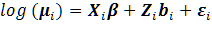 log (𝝁ᵢ) = 𝑿ᵢ𝜷 + 𝒁ᵢ𝒃ᵢ + 𝜺ᵢ